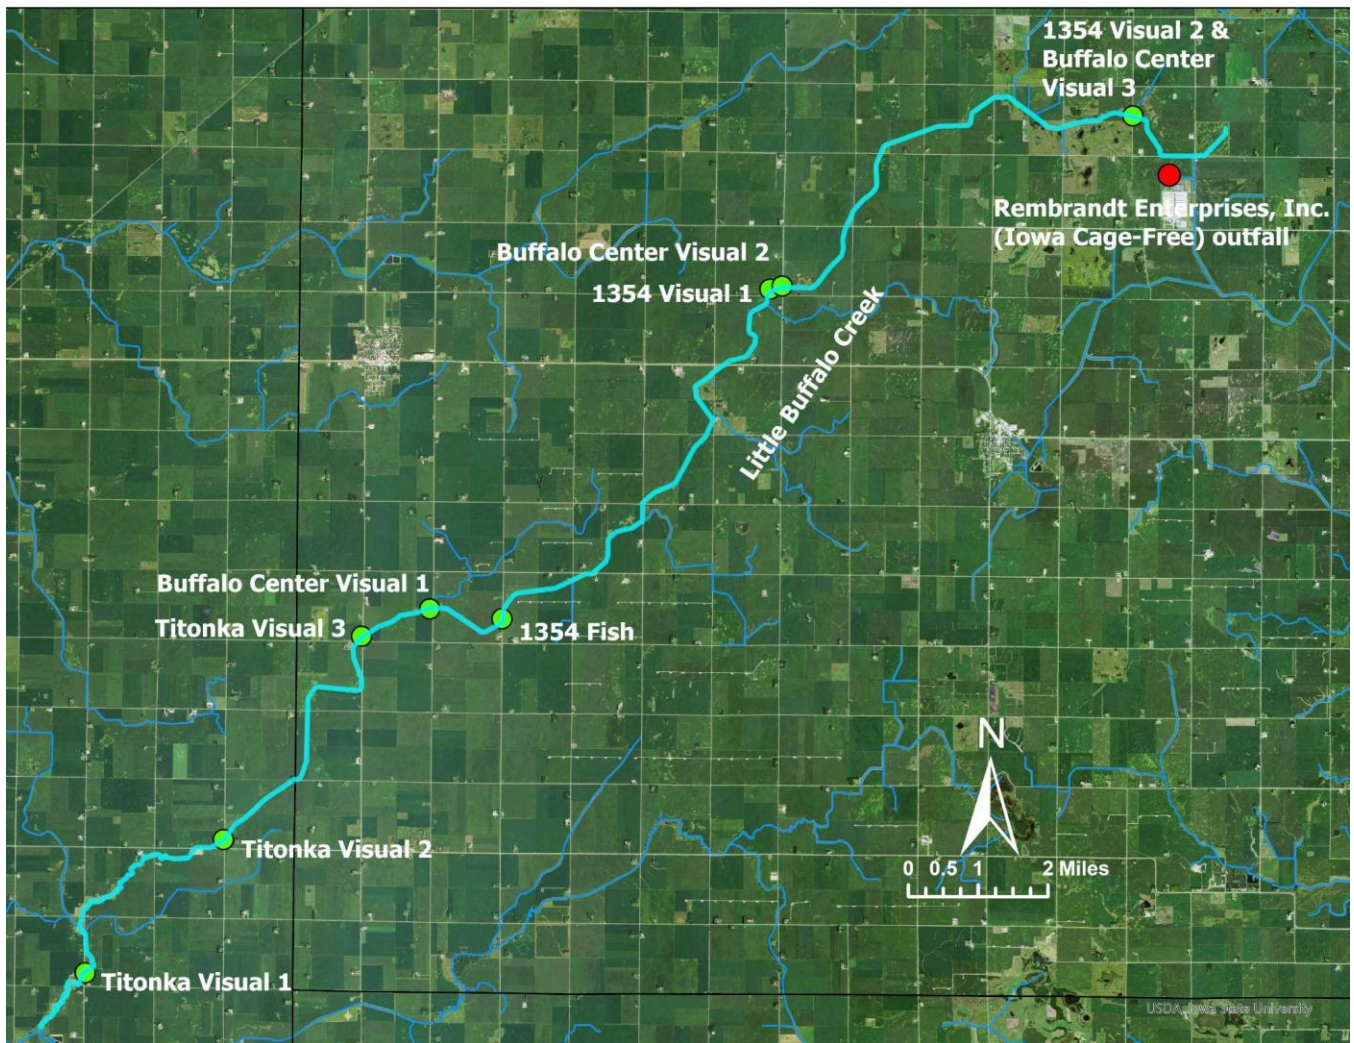 1354 Visual 2 &
Buffalo Center
Visual 3
Rembrandt Enterprises, Inc.
(Iowa Cage-Free) outfall
Buffalo Center Visual 2
1354 Visual 1
Little Buffalo Creek
Buffalo Center Visual 1
Titonka Visual 3
1354 Fish
N
0 0.5 1 2 Miles
Titonka Visual 2
Titonka Visual 1
USDA, Iowa State University